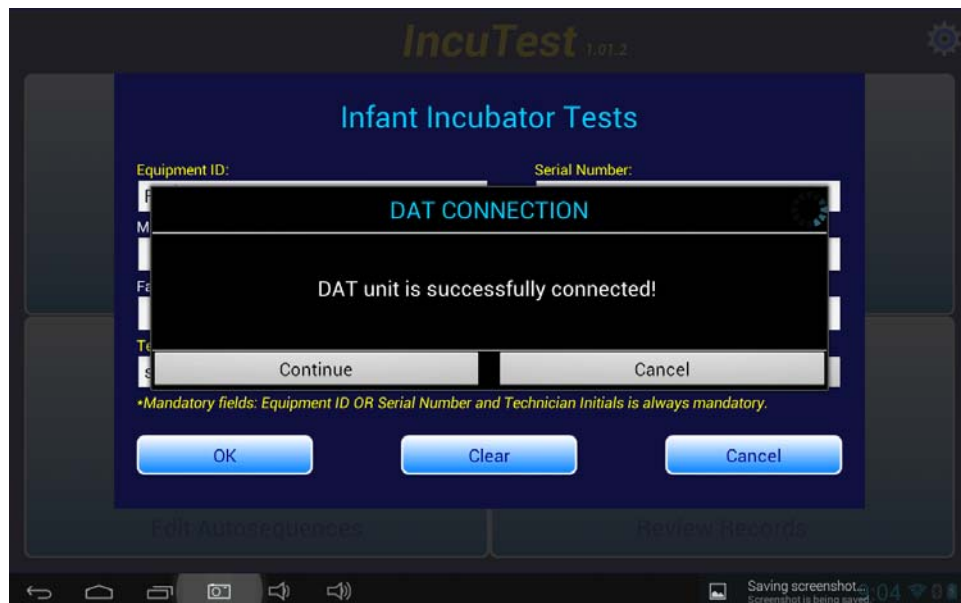 IncuTest 1.01.2
Infant Incubator Tests
Equipment ID: Serial Number:
DAT CONNECTION
DAT unit is successfully connected!
Continue Cancel
•Mandatory fields: Equipment ID OR Serial Number and Technician Initials is always mandatory.
OK Clear Cancel
Edit Autosequences Review Records
Saving screenshot...
Screenshot is being saved.